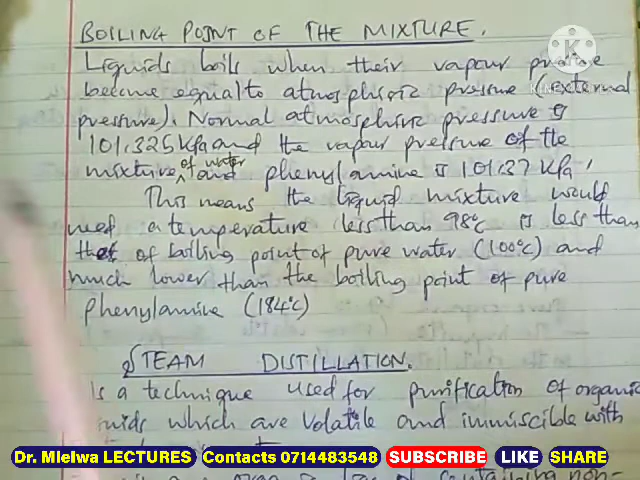 BOILING POINT OF THE MIXTURE.
Liquids boils when their vapour
become equal to atmospheric pressure (external
pressure). Normal atmospheric pressure is
101.325 KPa and the vapour pressure of the
mixture of water and phenylamine is 101.37 KPa.
This means the liquid mixture would
need a temperature less than 98°C is less than
that of boiling point of pure water (100°C) and
much lower than the boiling point of pure
phenylamine (184°C)
STEAM DISTILLATION.
Is a technique used for purification of organic
which are volatile and immiscible with
Dr. Mlelwa LECTURES Contacts 0714483548 SUBSCRIBE LIKE SHARE
containing non-